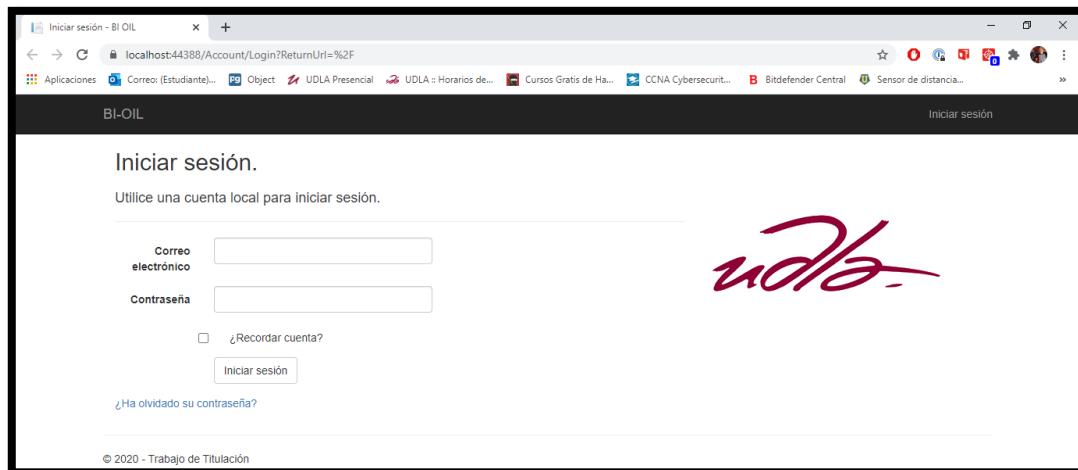 Iniciar sesión - BI OIL
localhost:44388/Account/Login?ReturnUrl=%2F
0
Aplicaciones Correo: (Estudiante)... Object UDLA Presencial UDLA :: Horarios de... Cursos Gratis de Ha... CCNA Cybersecurit... Bitdefender Central Sensor de distancia... »
BI-OIL Iniciar sesión
Iniciar sesión.
Utilice una cuenta local para iniciar sesión.
Correo
electrónico
Contraseña
udla-
¿Recordar cuenta?
Iniciar sesión
¿Ha olvidado su contraseña?
© 2020 - Trabajo de Titulación